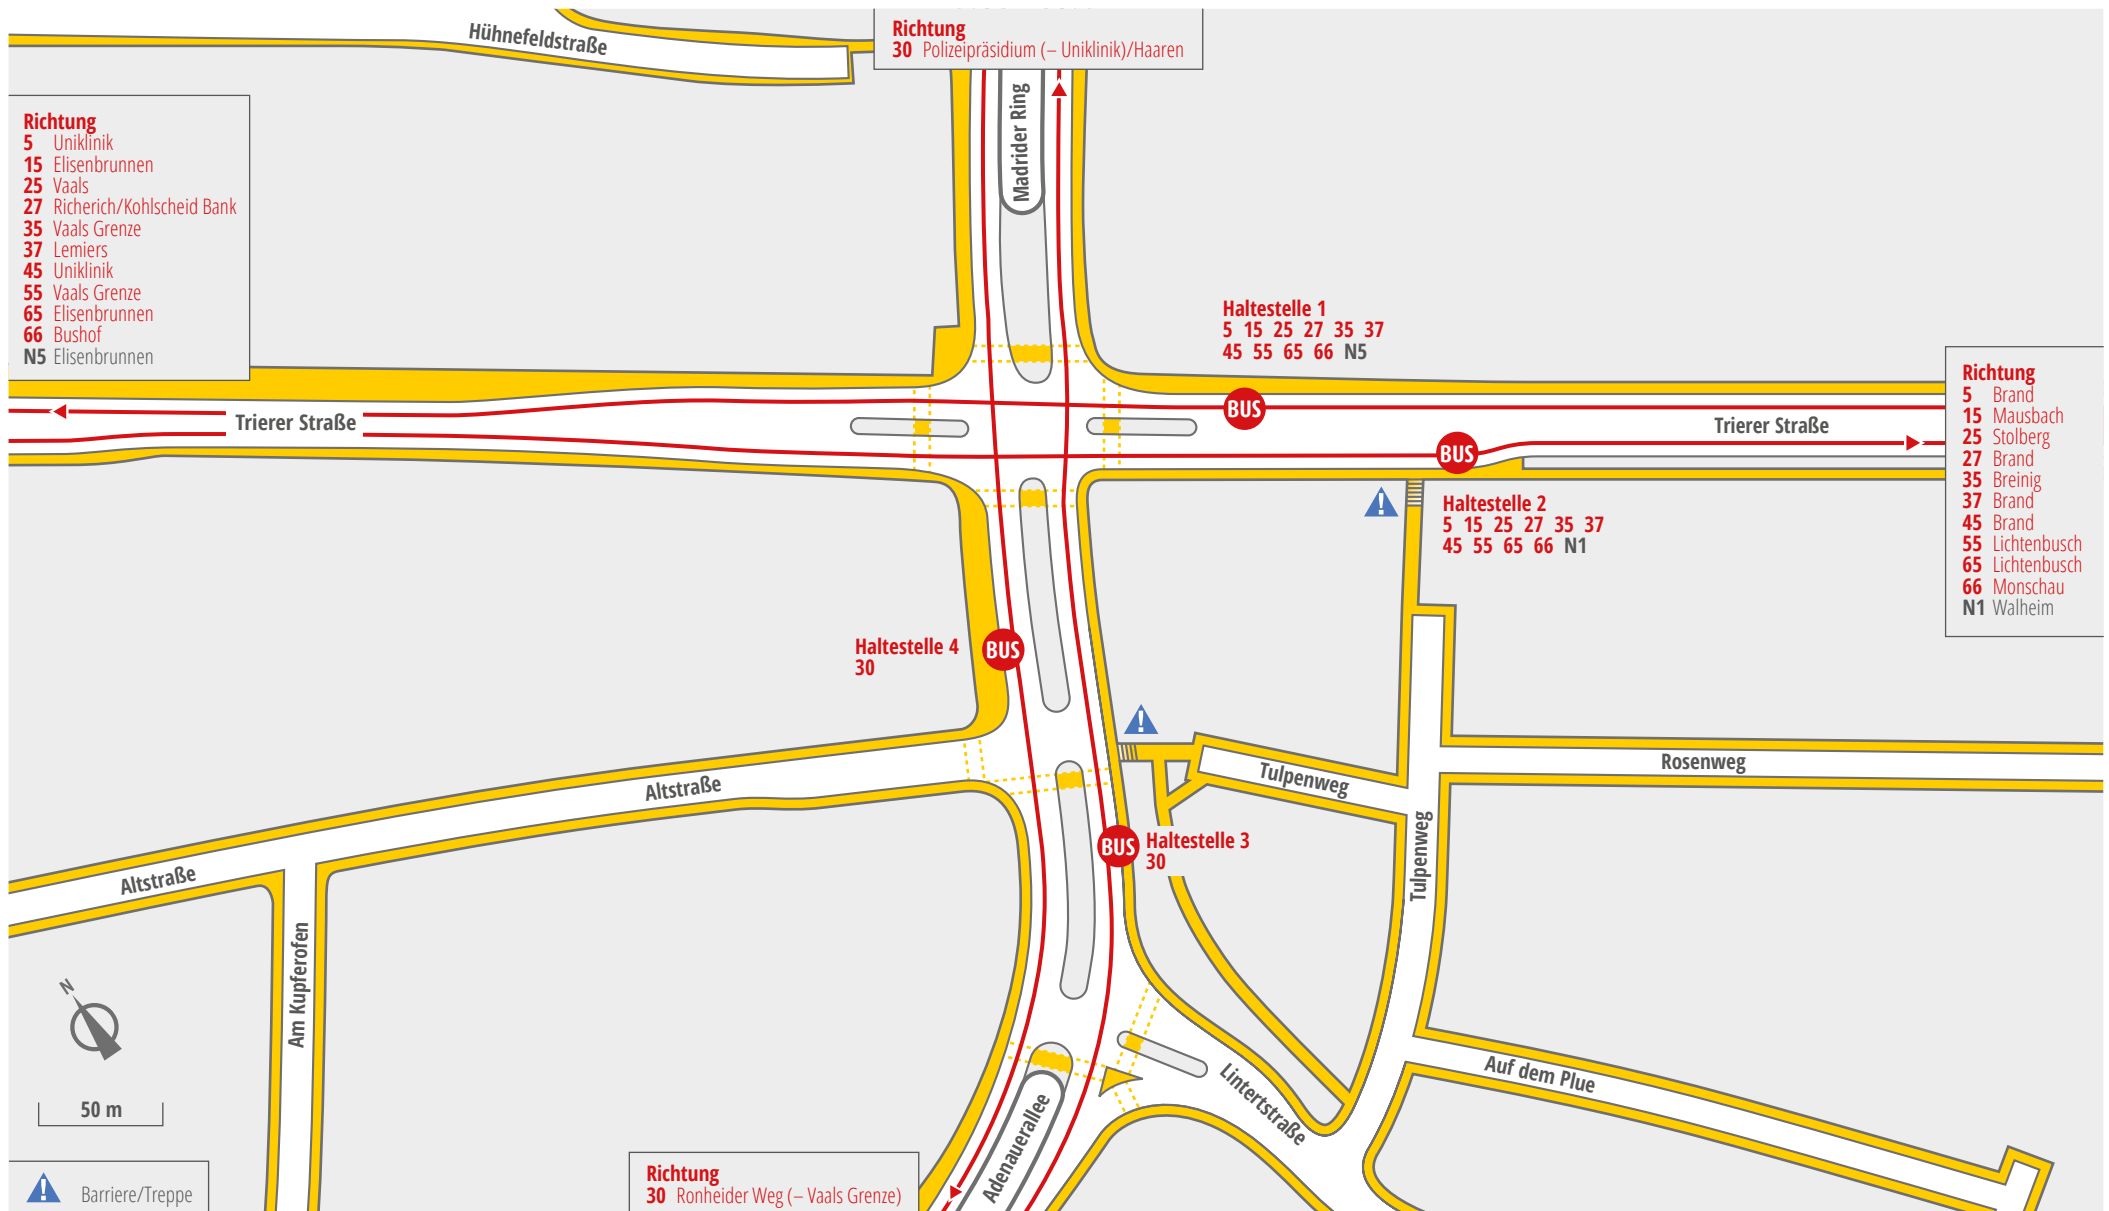 Hühnefeldstraße
Richtung
30 Polizeipräsidium (– Uniklinik)/Haaren
Madrider Ring
Richtung
5 Uniklinik
15 Elisenbrunnen
25 Vaals
27 Richerich/Kohlscheid Bank
35 Vaals Grenze
37 Lemiers
45 Uniklinik
55 Vaals Grenze
65 Elisenbrunnen
66 Bushof
N5 Elisenbrunnen
Haltestelle 1
5 15 25 27 35 37
45 55 65 66 N5
BUS
Trierer Straße
Trierer Straße
BUS
Richtung
5 Brand
15 Mausbach
25 Stolberg
27 Brand
35 Breinig
37 Brand
45 Brand
55 Lichtenbusch
65 Lichtenbusch
66 Monschau
N1 Walheim
Haltestelle 2
5 15 25 27 35 37
45 55 65 66 N1
Haltestelle 4
30
BUS
Altstraße
Altstraße
Tulpenweg
Rosenweg
Tulpenweg
BUS
Haltestelle 3
30
Am Kupferofen
N
50 m
Barriere/Treppe
Richtung
30 Ronheider Weg (– Vaals Grenze)
Adenauerallee
Lintertstraße
Auf dem Plue